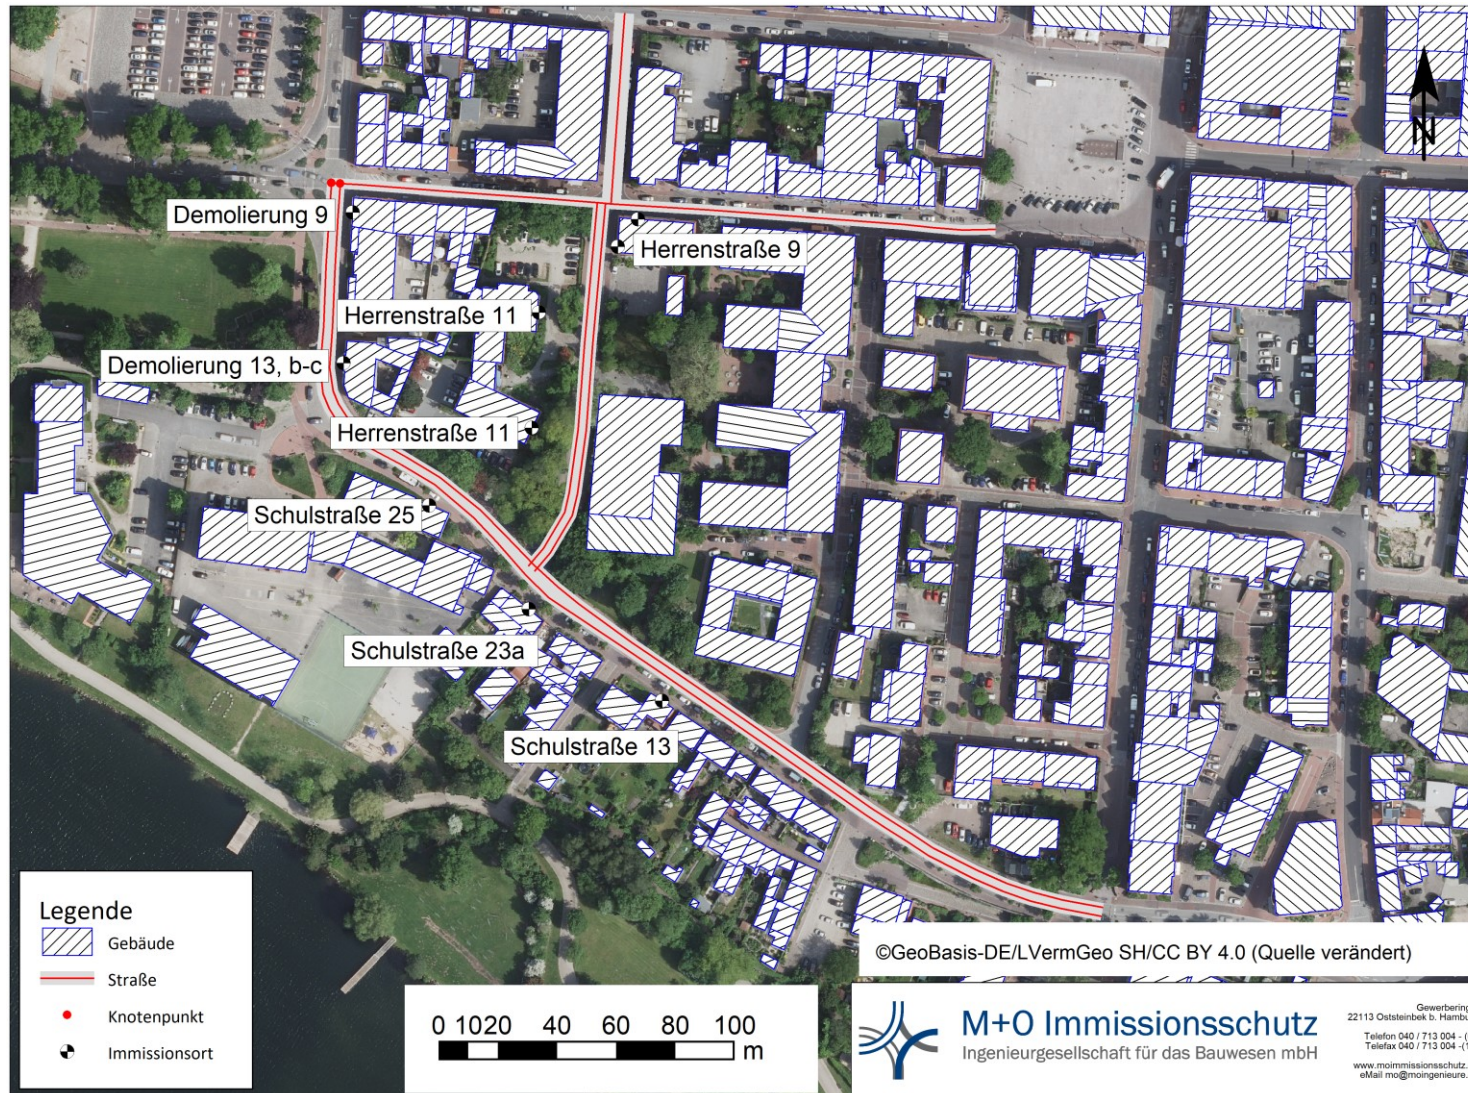 N
Demolierung 9
Herrenstraße 9
Herrenstraße 11
Demolierung 13, b-c
Herrenstraße 11
Schulstraße 25
Schulstraße 23a
Schulstraße 13
Legende
Gebäude
Straße
Knotenpunkt
Immissionsort
0 10 20 40 60 80 100
m
©GeoBasis-DE/LVermGeo SH/CC BY 4.0 (Quelle verändert)
M+O Immissionsschutz
Ingenieurgesellschaft für das Bauwesen mbH
Gewerbering
22113 Oststeinbek b. Hambu
Telefon 040 / 713 004 - (
Telefax 040 / 713 004 -(1
www.moimmissionsschutz.
eMail mo@moingenieure.